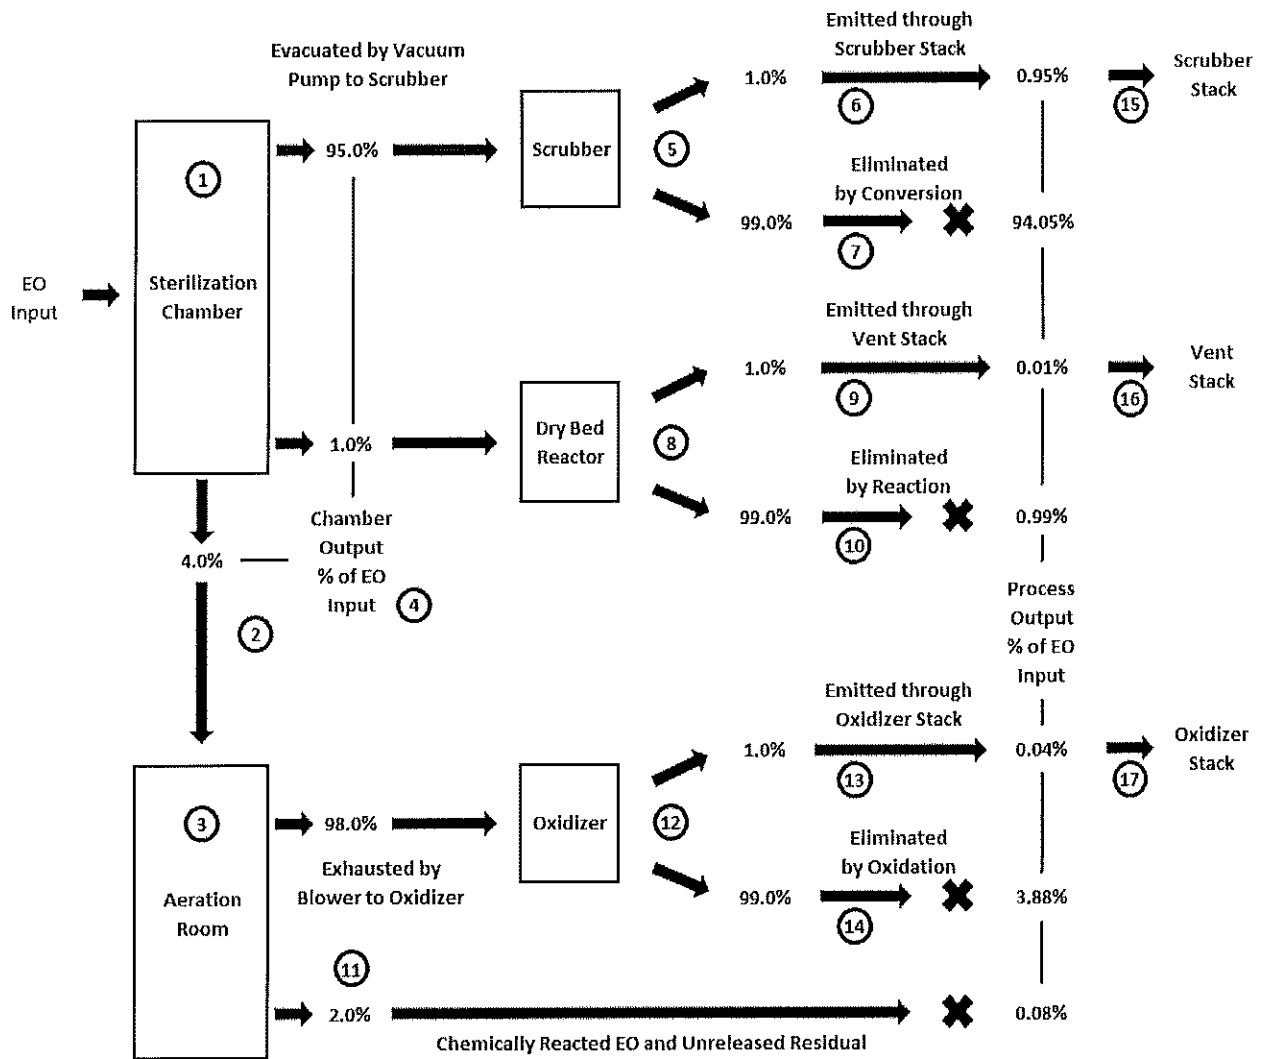 Evacuated by Vacuum
Pump to Scrubber
Emitted through
Scrubber Stack
1.0%
0.95%
Scrubber
Stack
6
15
1
95.0%
Scrubber
5
Eliminated
by Conversion
99.0%
94.05%
7
EO
Input
Sterilization
Chamber
Emitted through
Vent Stack
1.0%
0.01%
Vent
Stack
9
16
1.0%
Dry Bed
Reactor
8
Eliminated
by Reaction
99.0%
0.99%
10
4.0%
Chamber
Output
% of EO
Input
4
2
Process
Output
% of EO
Input
Emitted through
Oxidizer Stack
1.0%
0.04%
Oxidizer
Stack
13
17
3
98.0%
Oxidizer
12
Exhausted by
Blower to Oxidizer
Eliminated
by Oxidation
99.0%
3.88%
14
Aeration
Room
11
2.0%
0.08%
Chemically Reacted EO and Unreleased Residual